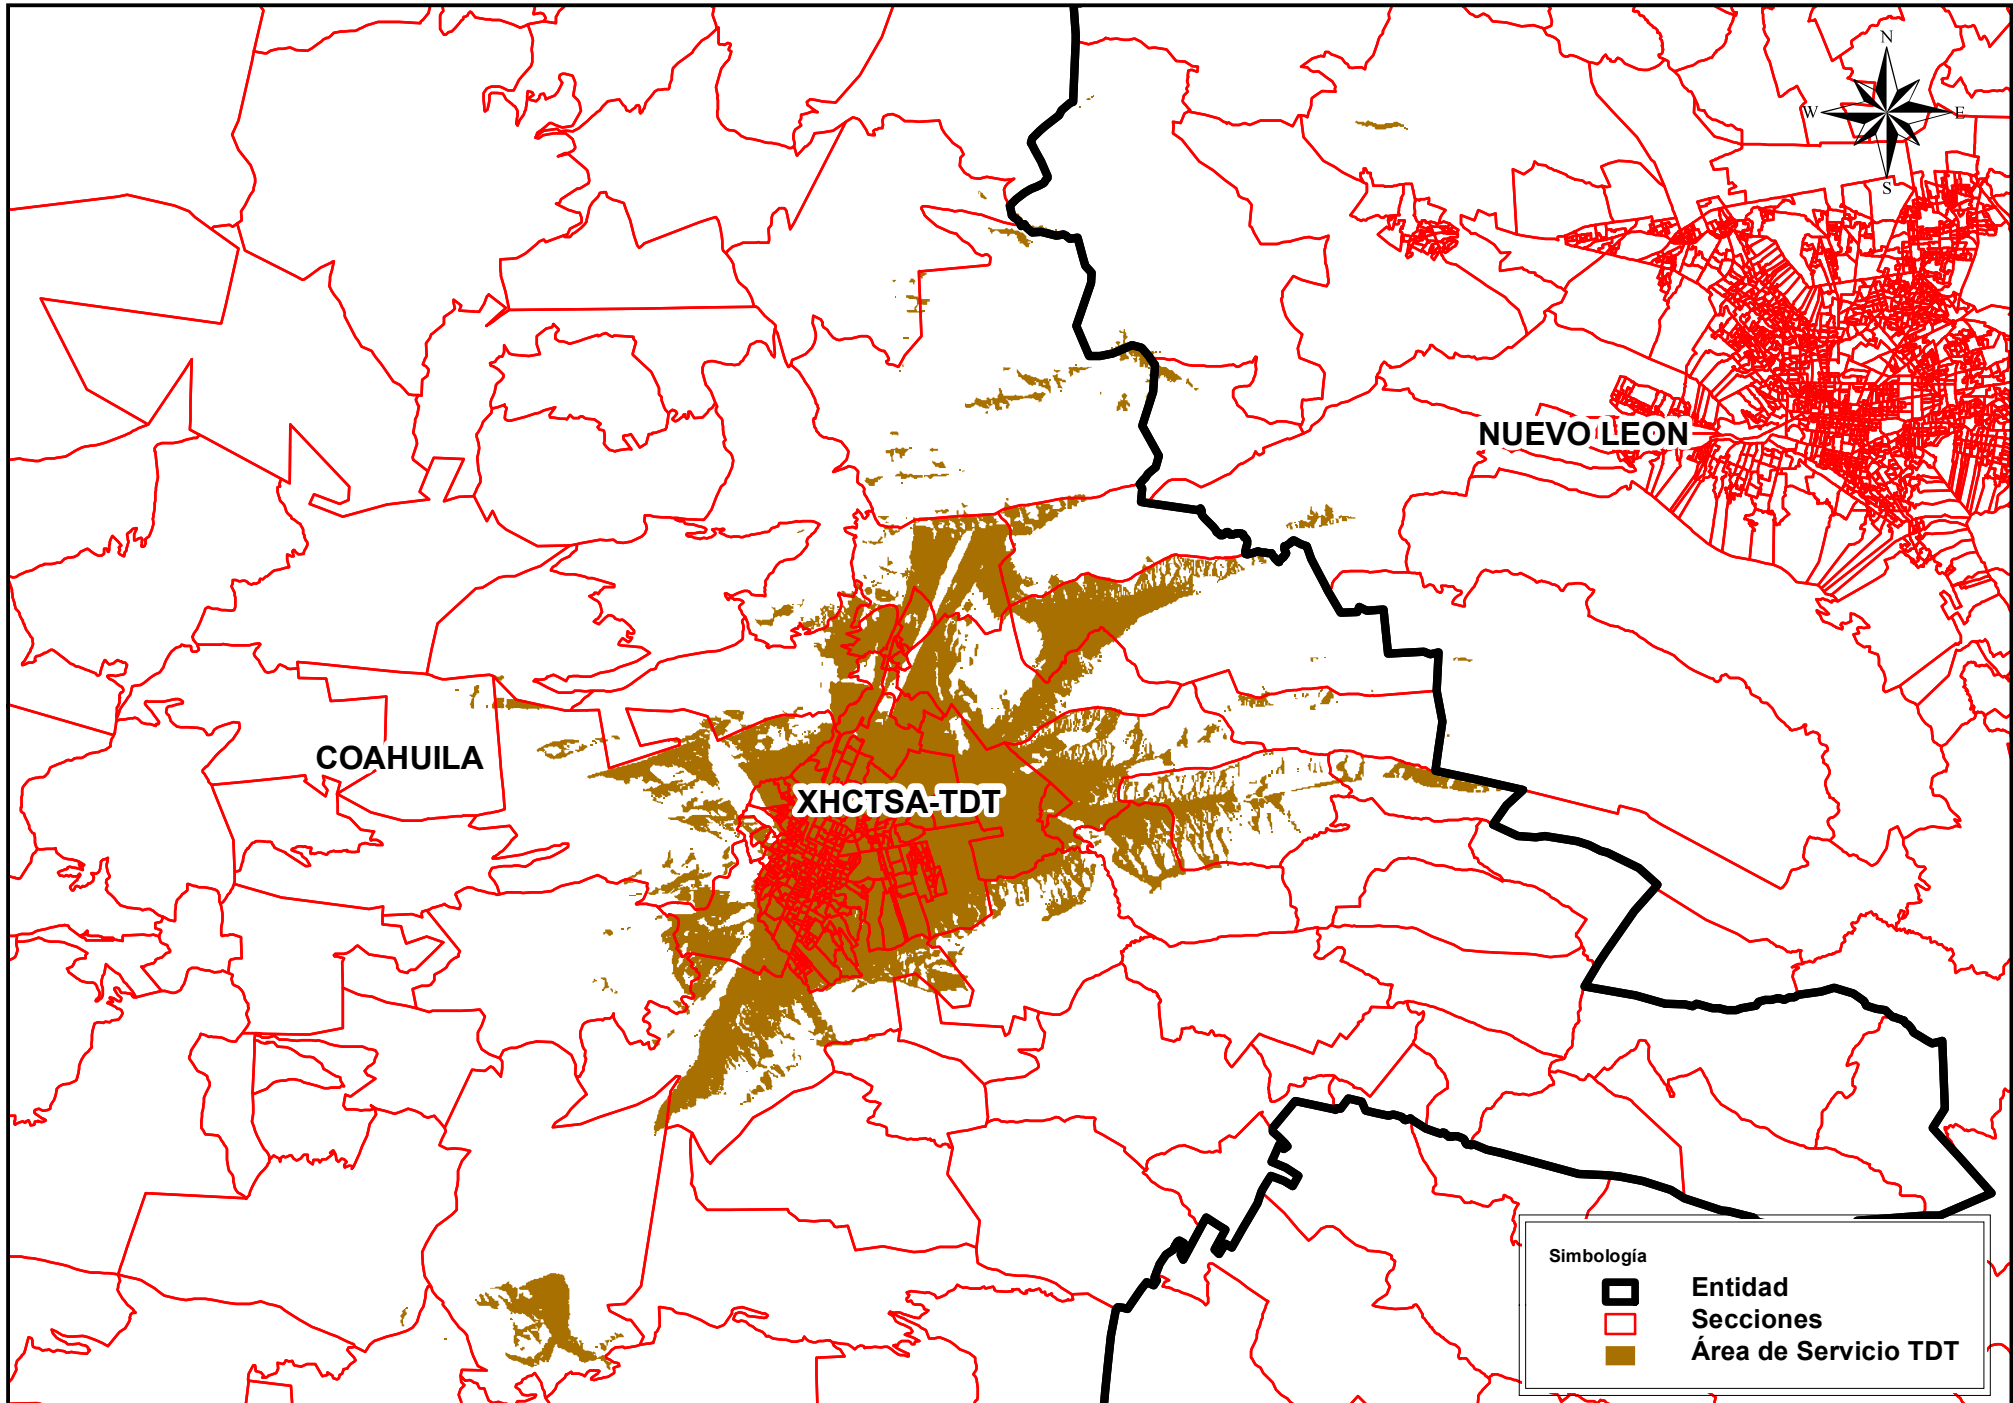 N
W E
S
NUEVO LEON
COAHUILA
XHCTSA-TDT
Simbología
Entidad
Secciones
Área de Servicio TDT